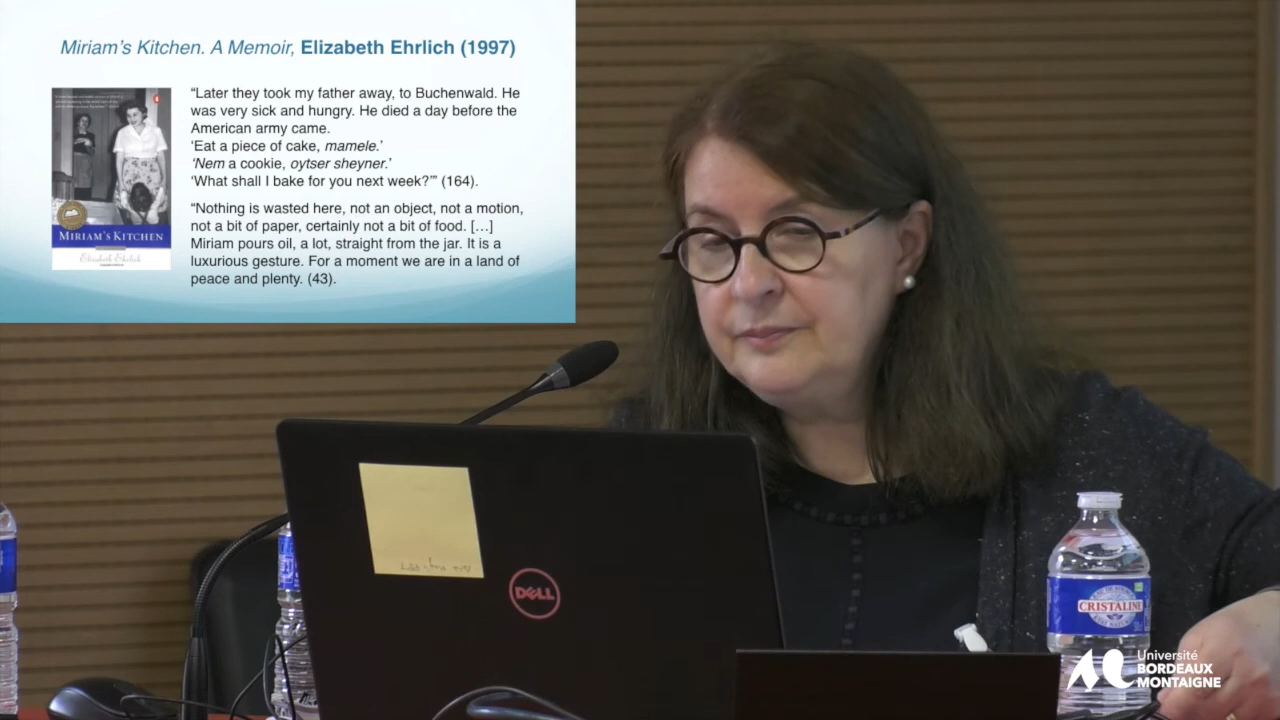 Miriam's Kitchen. A Memoir, Elizabeth Ehrlich (1997)
“Later they took my father away, to Buchenwald. He
was very sick and hungry. He died a day before the
American army came.
‘Eat a piece of cake, mamele.’
‘Nem a cookie, oytser sheyner.’
‘What shall I bake for you next week?’” (164).
“Nothing is wasted here, not an object, not a motion,
not a bit of paper, certainly not a bit of food. […]
Miriam pours oil, a lot, straight from the jar. It is a
luxurious gesture. For a moment we are in a land of
peace and plenty. (43).
MIRIAM'S KITCHEN
Elizabeth Ehrlich
DELL
CRISTALINE
Université
BORDEAUX
MONTAIGNE